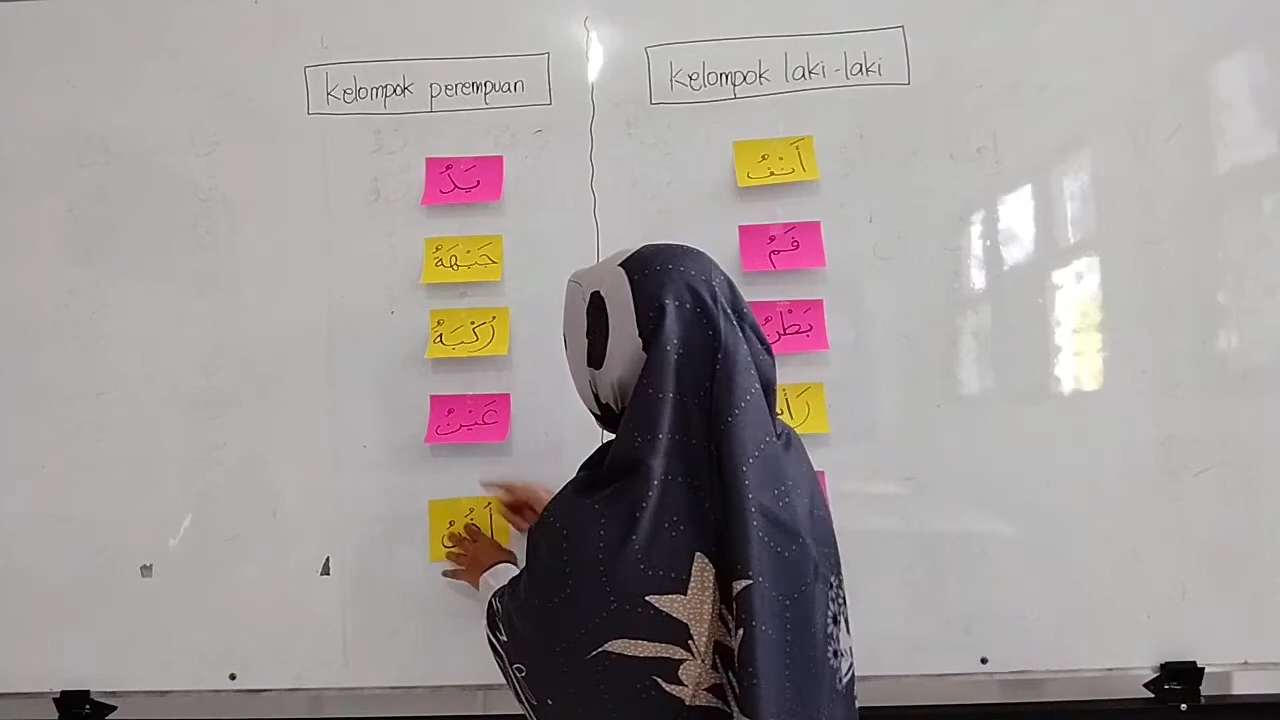 Kelompok perempuan
يَدٌ
جَبْهَةٌ
رُكْبَةٌ
عَيْنٌ
Kelompok laki-laki
أَنْفٌ
فَمٌ
بَطْنٌ